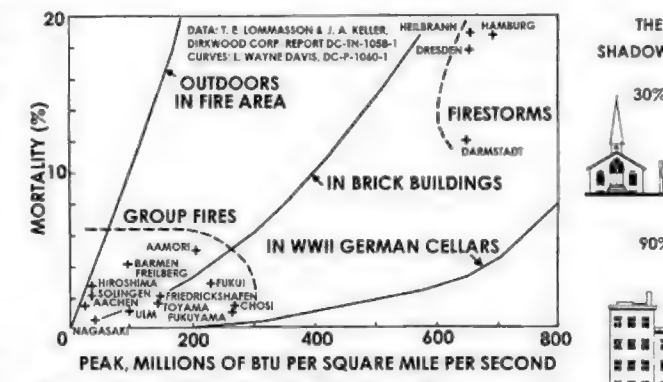 20
DATA: T. E. LOMMASSON & J. A. KELLER,
DIRKWOOD CORP. REPORT DC-TN-1058-1
CURVES: L. WAYNE DAVIS, DC-P-1060-1
HEILBRANN
HAMBURG
DRESDEN
OUTDOORS
IN FIRE AREA
FIRESTORMS
DARMSTADT
MORTALITY (%)
10
IN BRICK BUILDINGS
GROUP FIRES
AAMORI
BARMEN
FREILBERG
IN WWII GERMAN CELLARS
HIROSHIMA
SOLINGEN
AACHEN
FUKUI
FRIEDRICKSHAFEN
TOYAMA
CHOSI
FUKUYAMA
ULM
NAGASAKI
0 200 400 600 800
PEAK, MILLIONS OF BTU PER SQUARE MILE PER SECOND
THE
SHADOW
30%
90%